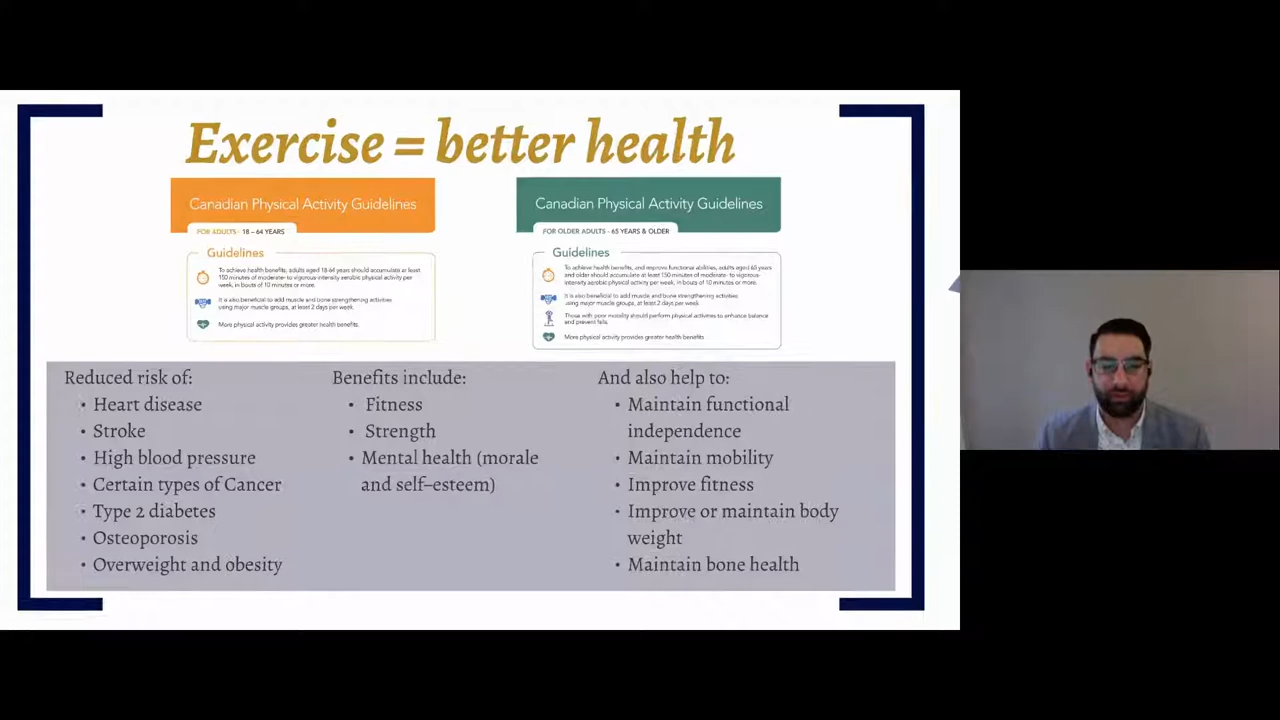 Exercise = better health
Canadian Physical Activity Guidelines
FOR ADULTS - 18 – 64 YEARS
Guidelines
To achieve health benefits, adults aged 18-64 years should accumulate at least
150 minutes of moderate- to vigorous-intensity aerobic physical activity per
week, in bouts of 10 minutes or more.
It is also beneficial to add muscle and bone strengthening activities
using major muscle groups, at least 2 days per week.
More physical activity provides greater health benefits.
Canadian Physical Activity Guidelines
FOR OLDER ADULTS - 65 YEARS & OLDER
Guidelines
To achieve health benefits, and improve functional abilities, adults aged 65 years
and older should accumulate at least 150 minutes of moderate- to vigorous-
intensity aerobic physical activity per week, in bouts of 10 minutes or more.
It is also beneficial to add muscle and bone strengthening activities
using major muscle groups, at least 2 days per week.
Those with poor mobility should perform physical activities to enhance balance
and prevent falls.
More physical activity provides greater health benefits.
Reduced risk of:
• Heart disease
• Stroke
• High blood pressure
• Certain types of Cancer
• Type 2 diabetes
• Osteoporosis
• Overweight and obesity
Benefits include:
• Fitness
• Strength
• Mental health (morale
and self-esteem)
And also help to:
• Maintain functional
independence
• Maintain mobility
• Improve fitness
• Improve or maintain body
weight
• Maintain bone health